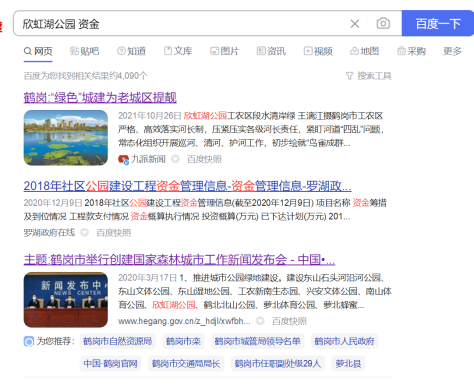 欣虹湖公园 资金
百度一下
网页 贴吧 知道 文库 图片 资讯 视频 地图 采购 更多
百度为您找到相关结果约4,090个 搜索工具
鹤岗:“绿色”城建为老城区提靓
2021年10月26日 欣虹湖公园工农区段水清岸绿 王漓江摄鹤岗市工农区
严格、高效落实河长制，压紧压实各级河长责任，紧盯河道“四乱”问题，
常态化组织开展巡河、清河、护河工作，初步绘就“鸟雀成群...
九派新闻 百度快照
2018年社区公园建设工程资金管理信息-资金管理信息-罗湖政...
2020年12月9日 2018年社区公园建设工程资金管理信息(截至2020年12月9日) 项目名称 资金筹措
及到位情况 工程款支付情况 资金概算执行情况 投资概算(万元) 已下达计划(万元) 201...
罗湖政府在线 百度快照
主题:鹤岗市举行创建国家森林城市工作新闻发布会 - 中国•...
新闻发布中心
NEWS CENTER
2020年3月17日 1、推进城市公园绿地建设。建设东山石头河沿河公园、
东山文体公园、东山湿地公园、工农新南生态园、兴安文体公园、南山体
育公园、欣虹湖公园、鹤北北山公园、萝北体育公园、萝北蜂蜜...
www.hegang.gov.cn/z_hdjl/xwfbh... 百度快照
为您推荐: 鹤岗市自然资源局 鹤岗市栾 鹤岗市城管局领导名单 鹤岗市人民政府
中国·鹤岗官网 鹤岗市交通局局长 鹤岗市任职副处级29人 萝北县